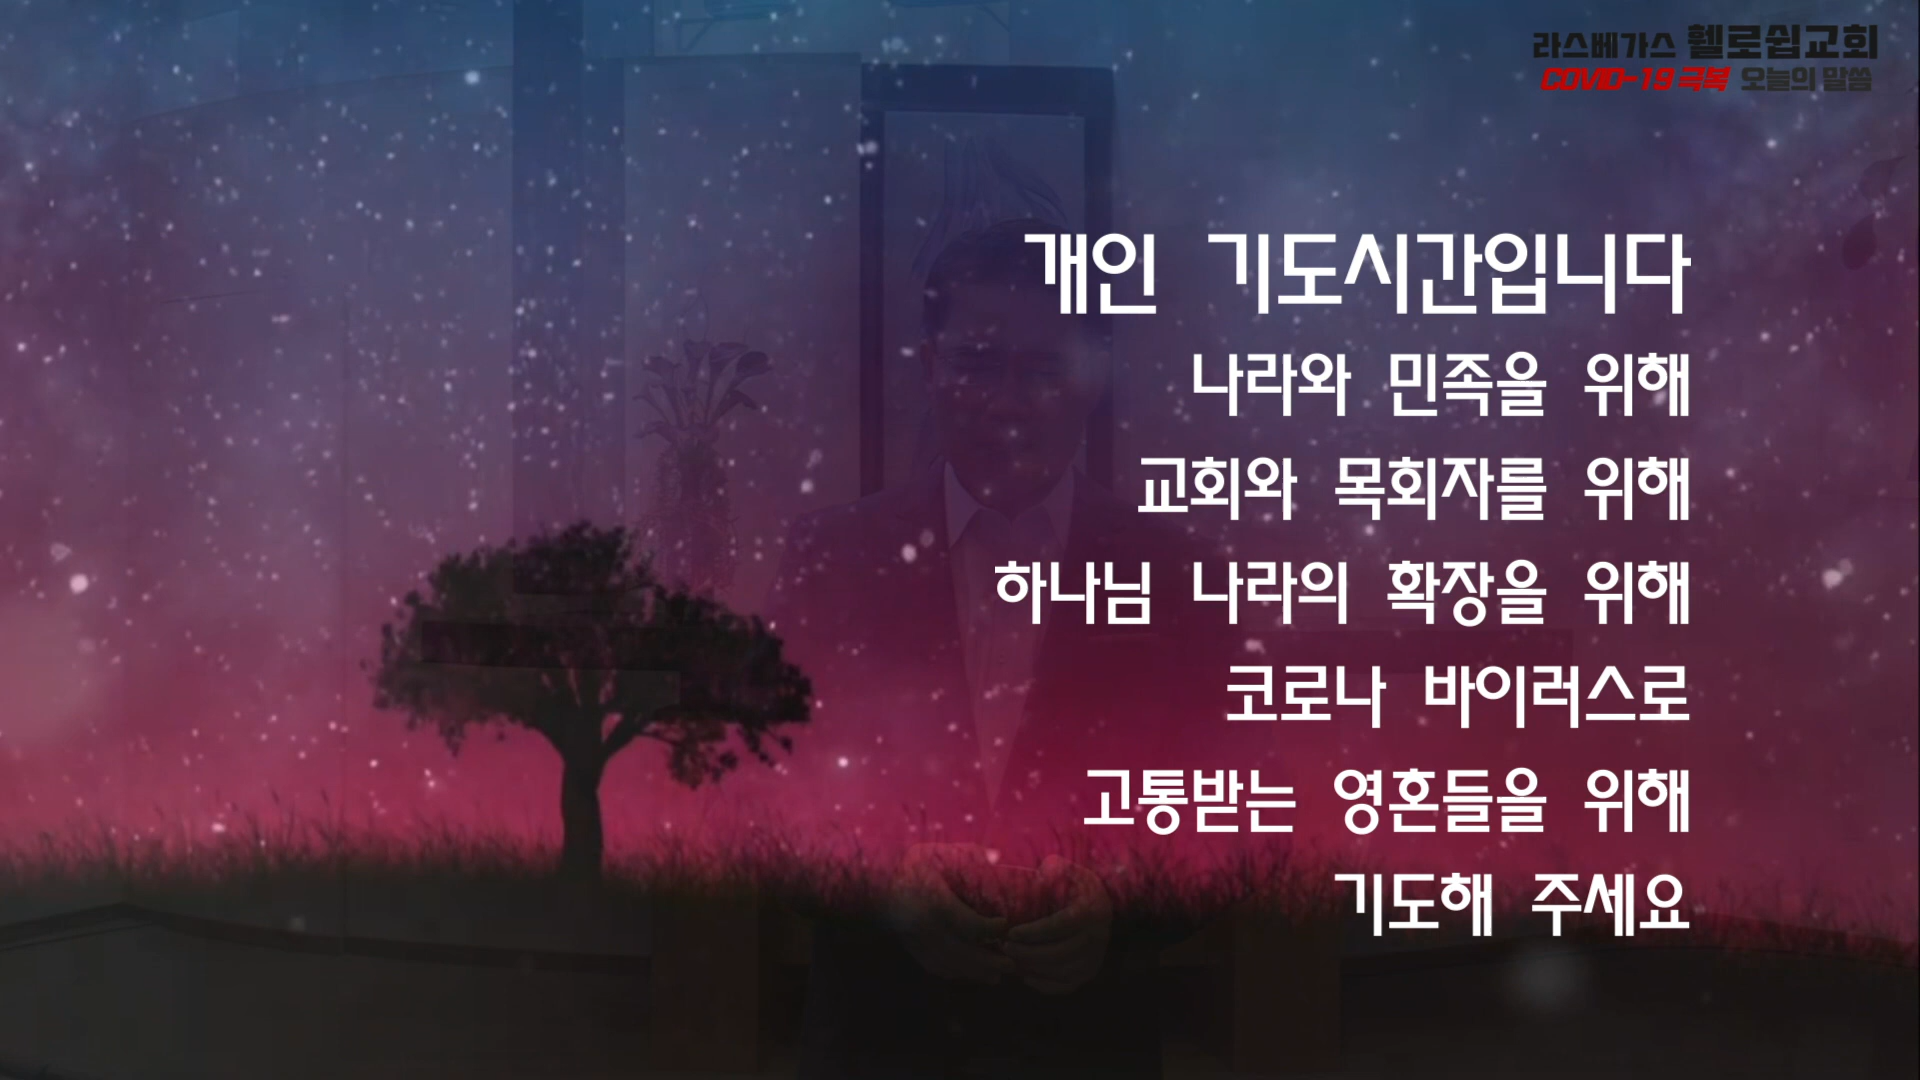 라스베가스 휄로쉽교회
COVID-19 극복 오늘의 말씀
개인 기도시간입니다
나라와 민족을 위해
교회와 목회자를 위해
하나님 나라의 확장을 위해
코로나 바이러스로
고통받는 영혼들을 위해
기도해 주세요